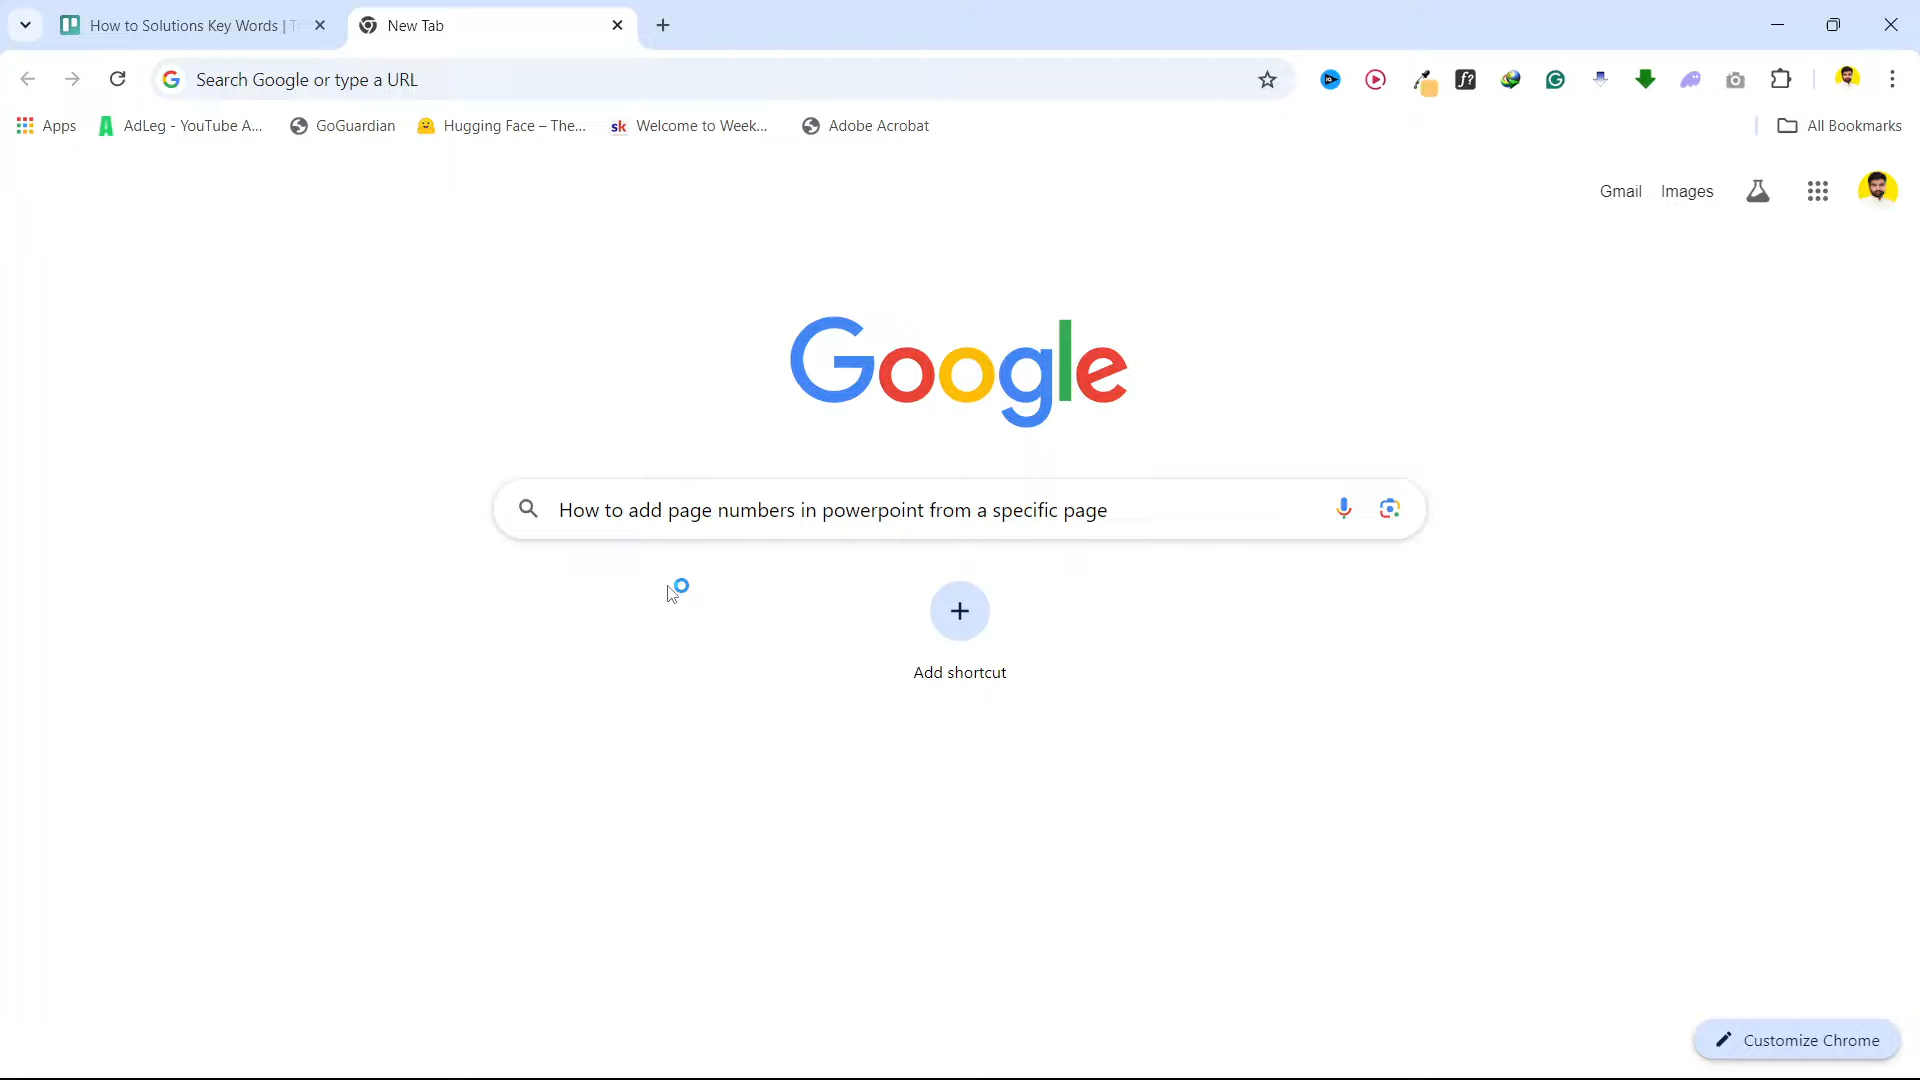 How to Solutions Key Words |
New Tab
Search Google or type a URL
Apps
AdLeg - YouTube A...
GoGuardian
Hugging Face – The...
sk Welcome to Week...
Adobe Acrobat
All Bookmarks
Gmail
Images
Google
How to add page numbers in powerpoint from a specific page
Add shortcut
Customize Chrome